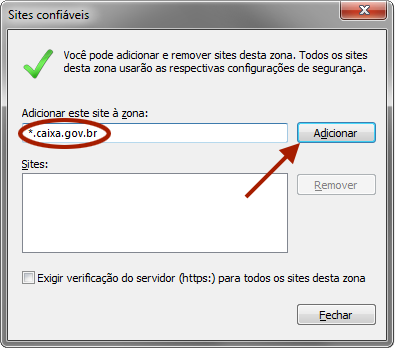 Sites confiáveis
Você pode adicionar e remover sites desta zona. Todos os sites
desta zona usarão as respectivas configurações de segurança.
Adicionar este site à zona:
*.caixa.gov.br
Adicionar
Sites:
Remover
Exigir verificação do servidor (https:) para todos os sites desta zona
Fechar